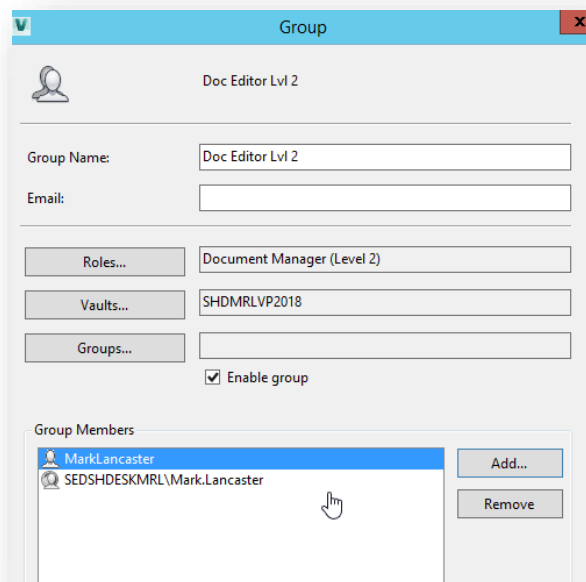 Group
Doc Editor Lvl 2
Group Name: Doc Editor Lvl 2
Email:
Roles... Document Manager (Level 2)
Vaults... SHDMRLVP2018
Groups...
Enable group
Group Members
MarkLancaster
Add...
SEDSHDESKMRL\Mark.Lancaster
Remove